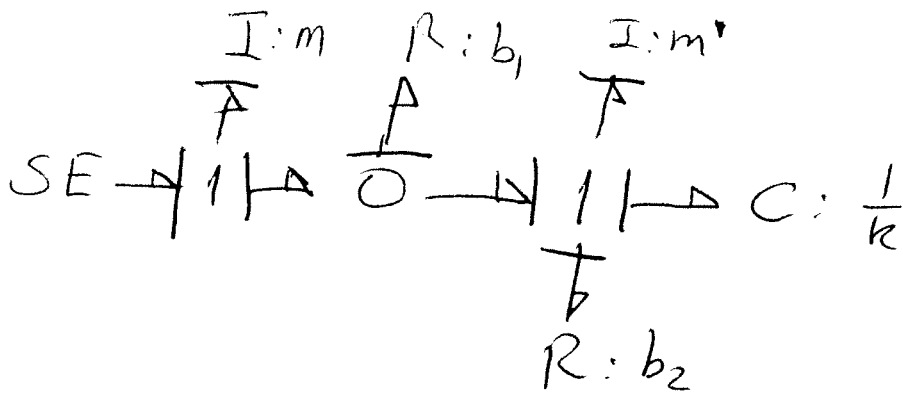 I:m R:b₁ I:m'
SE 1 0 1 C: 1/k
R:b₂